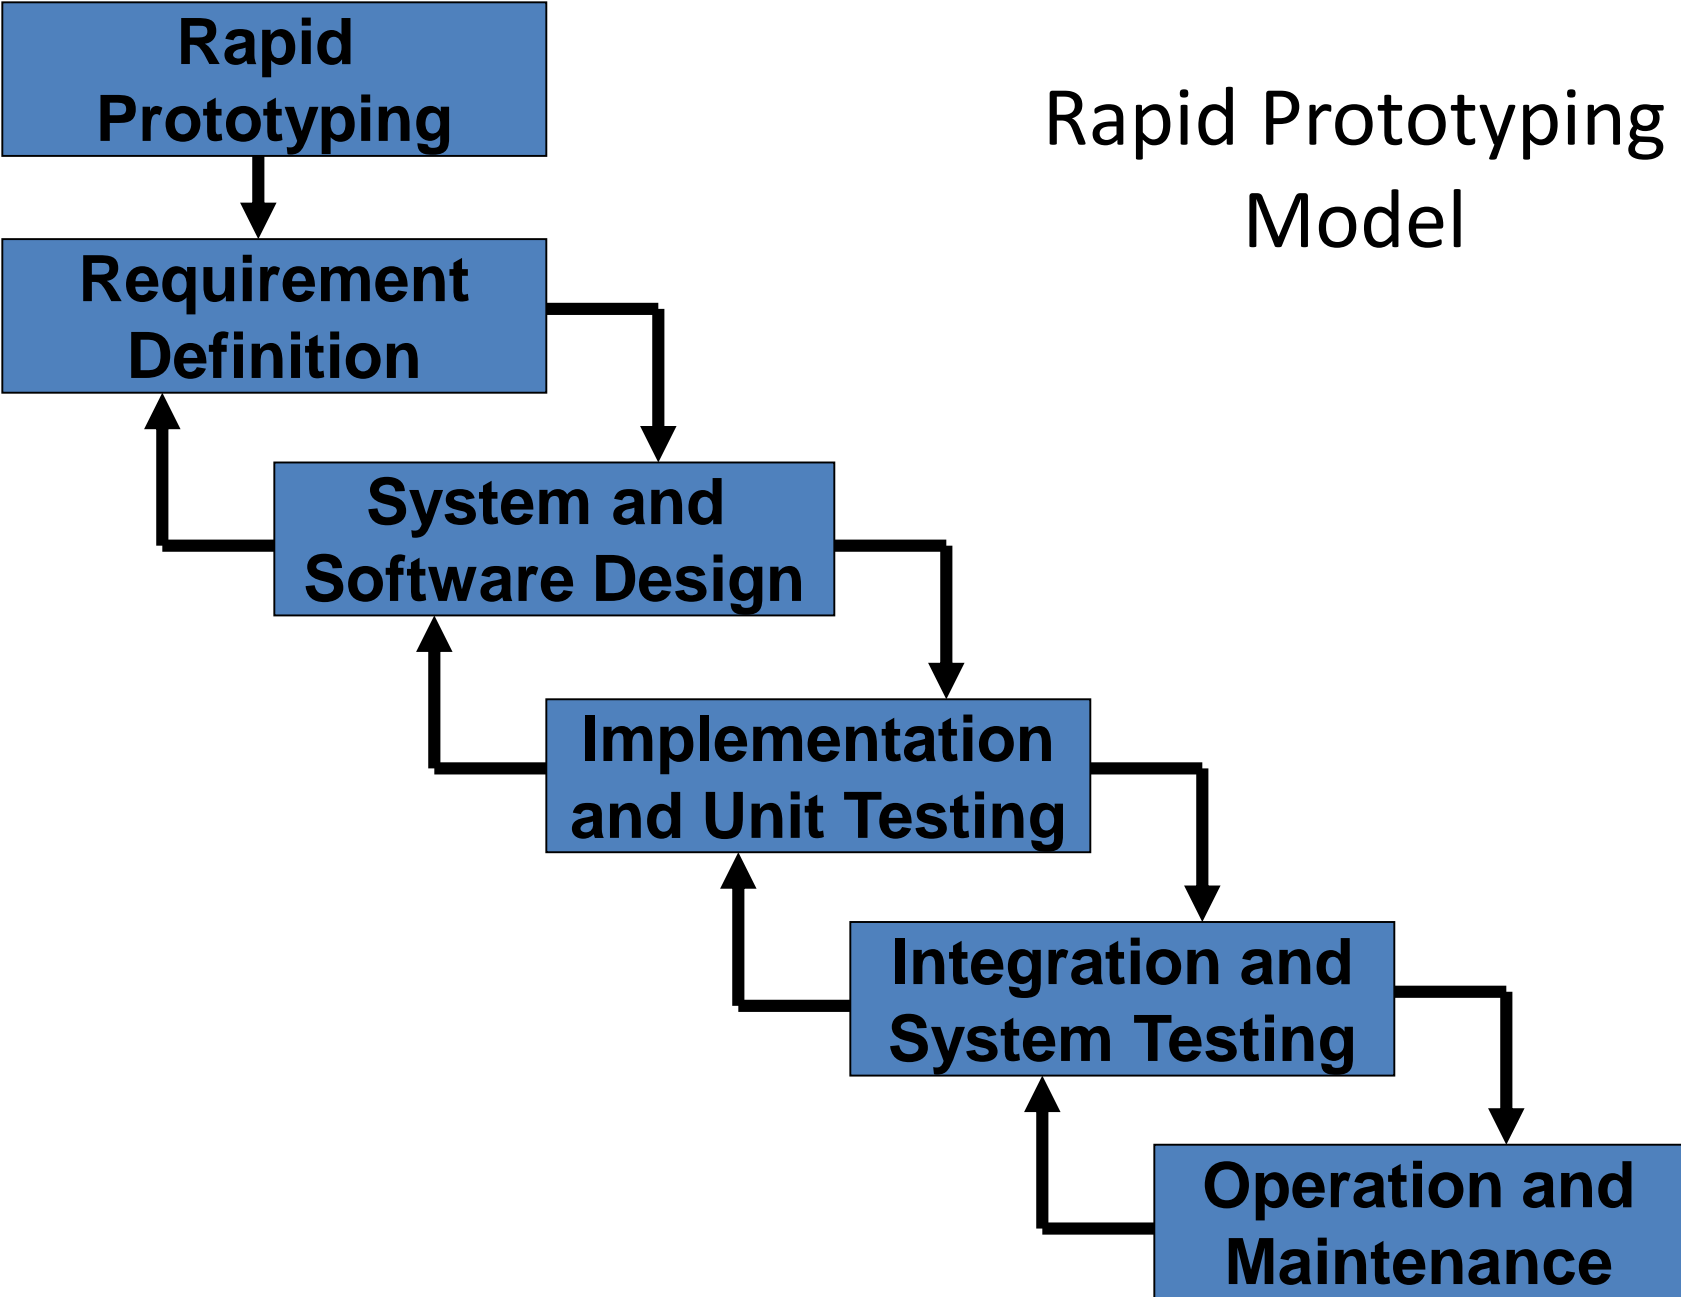 Rapid
Prototyping
Rapid Prototyping
Model
Requirement
Definition
System and
Software Design
Implementation
and Unit Testing
Integration and
System Testing
Operation and
Maintenance